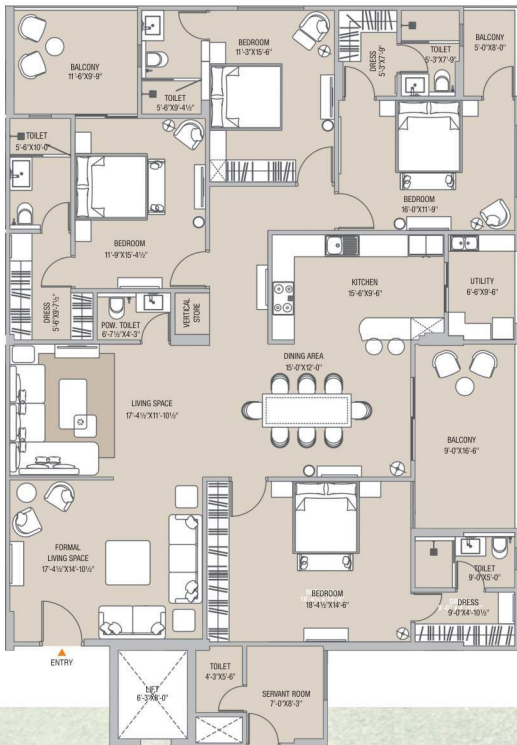 BALCONY
11'-6"X9'-9"
BEDROOM
11'-3"X15'-6"
TOILET
5'-6"X9'-4½"
DRESS
5'-3"X7'-9"
TOILET
5'-3"X7'-9"
BALCONY
5'-0"X8'-0"
TOILET
5'-6"X10'-0"
BEDROOM
11'-9"X15'-4½"
BEDROOM
16'-0"X11'-9"
DRESS
5'-6"X9'-7½"
POW. TOILET
6'-7½"X4'-3"
VERTICAL
STORE
KITCHEN
15'-6"X9'-6"
UTILITY
6'-6"X9'-6"
DINING AREA
15'-0"X12'-0"
LIVING SPACE
17'-4½"X11'-10½"
BALCONY
9'-0"X16'-6"
FORMAL
LIVING SPACE
17'-4½"X14'-10½"
BEDROOM
18'-4½"X14'-6"
TOILET
9'-0"X5'-0"
DRESS
9'-0"X4'-10½"
ENTRY
LIFT
TOILET
4'-3"X5'-6"
SERVANT ROOM
7'-0"X8'-3"